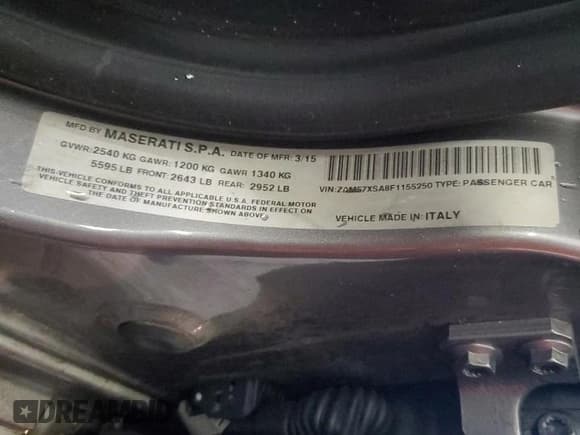 MFD.BY MASERATI S.P.A. DATE OF MFR: 3/15
GVWR: 2540 KG GAWR: 1200 KG GAWR 1340 KG
5595 LB FRONT: 2643 LB REAR: 2952 LB
THIS VEHICLE CONFORMS TO ALL APPLICABLE U.S.A. FEDERAL MOTOR
VEHICLE SAFETY AND THEFT PREVENTION STANDARDS IN EFFECT ON
THE DATE OF MANUFACTURE SHOWN ABOVE
VIN: ZAM57XSA8F1155250 TYPE: PASSENGER CAR
VEHICLE MADE IN: ITALY
DREAMBID